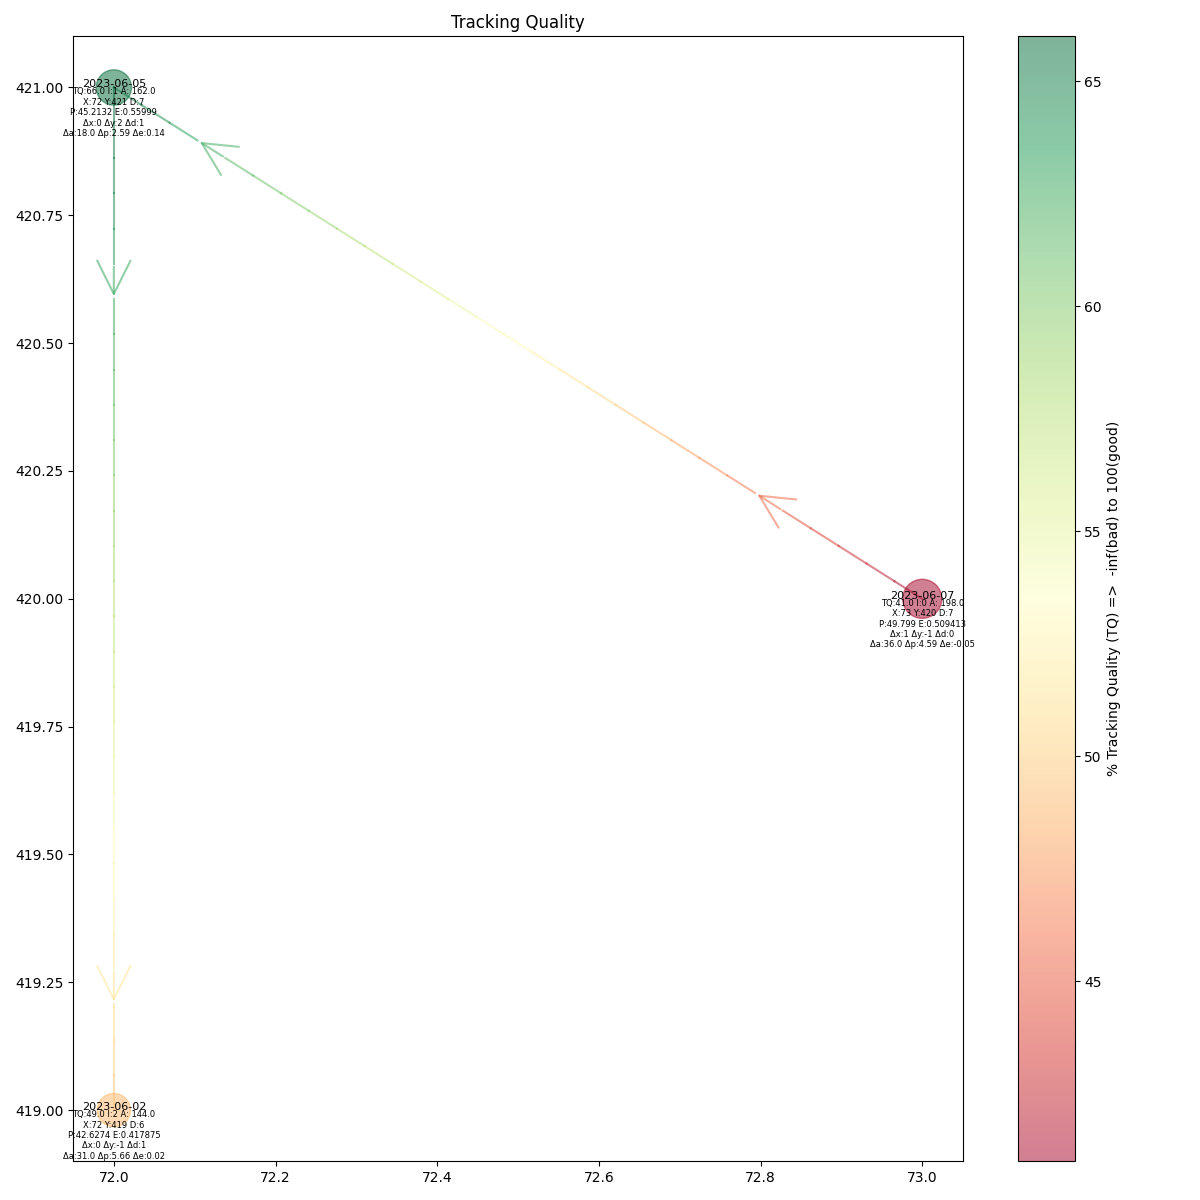 Tracking Quality
421.00
420.75
420.50
420.25
420.00
419.75
419.50
419.25
419.00
2023-06-05
TQ:66.0 I:1 A: 162.0
X:72 Y:421 D:7
P:45.2132 E:0.55999
Δx:0 Δy:2 Δd:1
Δa:18.0 Δp:2.59 Δe:0.14
2023-06-07
TQ:41.0 I:0 A: 198.0
X:73 Y:420 D:7
P:49.799 E:0.509413
Δx:1 Δy:-1 Δd:0
Δa:36.0 Δp:4.59 Δe:-0.05
2023-06-02
TQ:49.0 I:2 A: 144.0
X:72 Y:419 D:6
P:42.6274 E:0.417875
Δx:0 Δy:-1 Δd:1
Δa:31.0 Δp:5.66 Δe:0.02
72.0
72.2
72.4
72.6
72.8
73.0
65
60
55
50
45
% Tracking Quality (TQ) =>  -inf(bad) to 100(good)